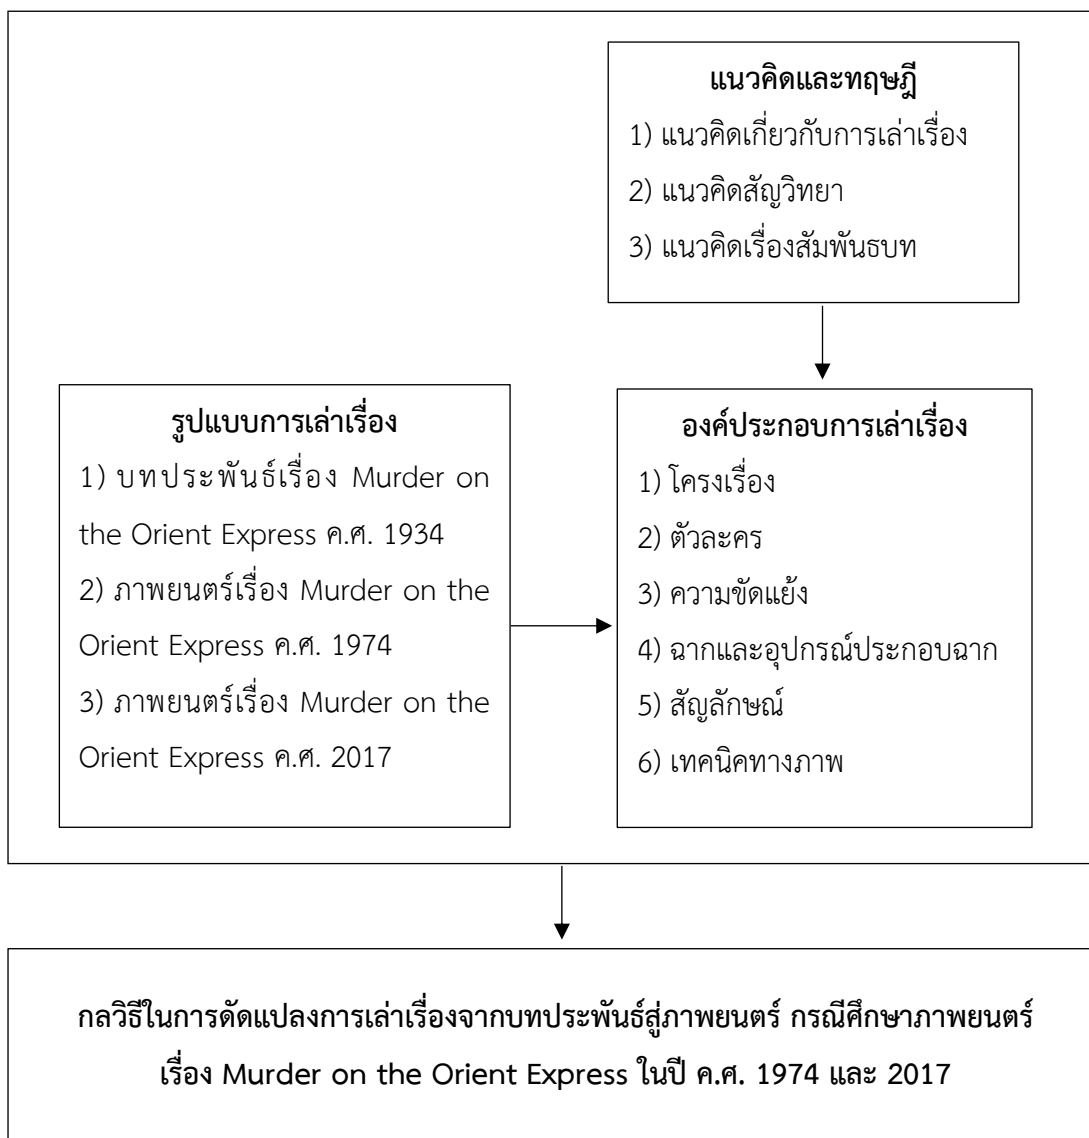 แนวคิดและทฤษฎี
1) แนวคิดเกี่ยวกับการเล่าเรื่อง
2) แนวคิดสัญวิทยา
3) แนวคิดเรื่องสัมพันธบท
รูปแบบการเล่าเรื่อง
1) บทประพันธ์เรื่อง Murder on
the Orient Express ค.ศ. 1934
2) ภาพยนตร์เรื่อง Murder on the
Orient Express ค.ศ. 1974
3) ภาพยนตร์เรื่อง Murder on the
Orient Express ค.ศ. 2017
องค์ประกอบการเล่าเรื่อง
1) โครงเรื่อง
2) ตัวละคร
3) ความขัดแย้ง
4) ฉากและอุปกรณ์ประกอบฉาก
5) สัญลักษณ์
6) เทคนิคทางภาพ
กลวิธีในการดัดแปลงการเล่าเรื่องจากบทประพันธ์สู่ภาพยนตร์ กรณีศึกษาภาพยนตร์
เรื่อง Murder on the Orient Express ในปี ค.ศ. 1974 และ 2017